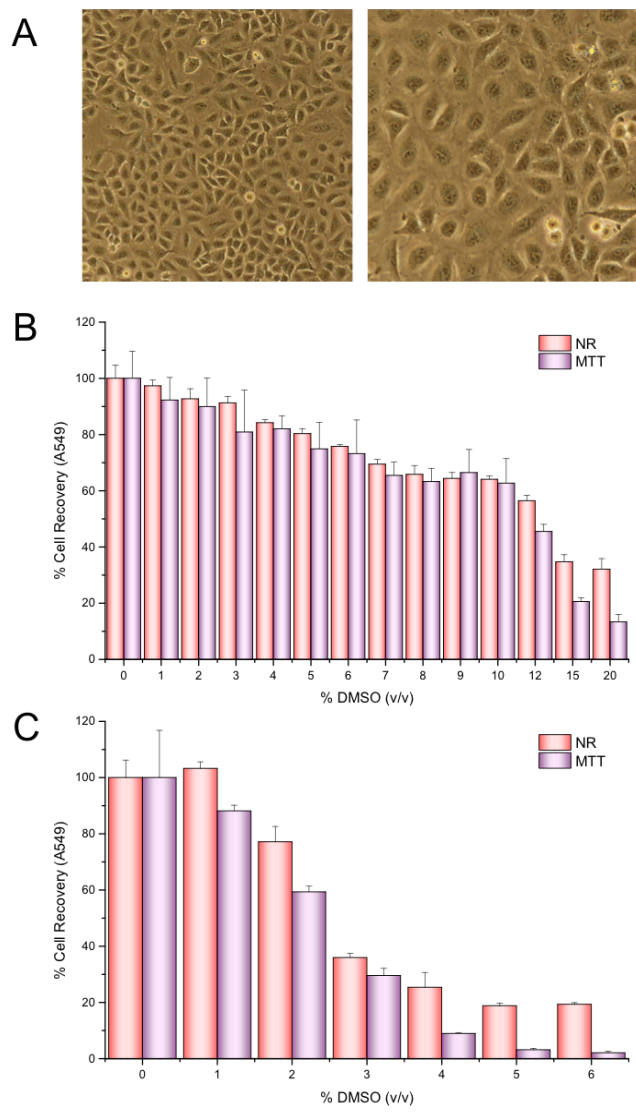 A
B
120
100
80
60
40
20
0
% Cell Recovery (A549)
NR
MTT
0 1 2 3 4 5 6 7 8 9 10 12 15 20
% DMSO (v/v)
C
120
100
80
60
40
20
0
% Cell Recovery (A549)
NR
MTT
0 1 2 3 4 5 6
% DMSO (v/v)